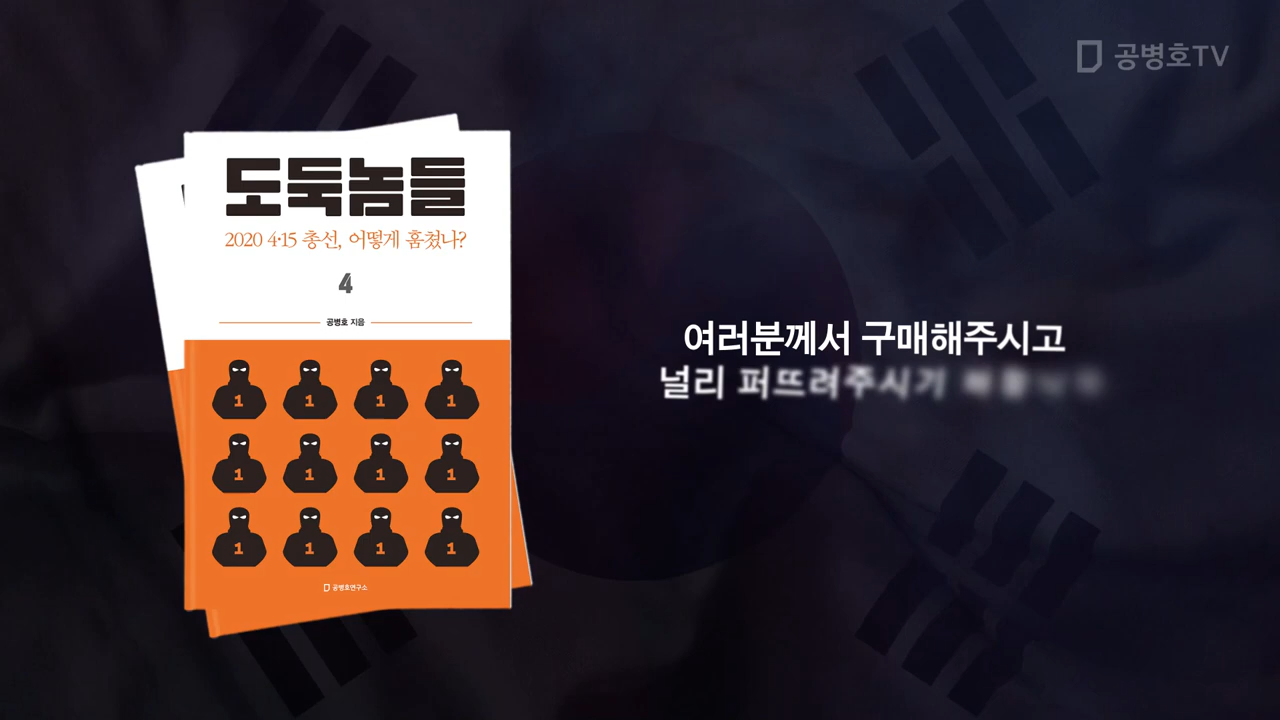 공병호TV
도둑놈들
2020 4·15 총선, 어떻게 훔쳤나?
4
공병호 지음
1 1 1 1
1 1 1 1
1 1 1 1
공병호연구소
여러분께서 구매해주시고
널리 퍼뜨려주시기